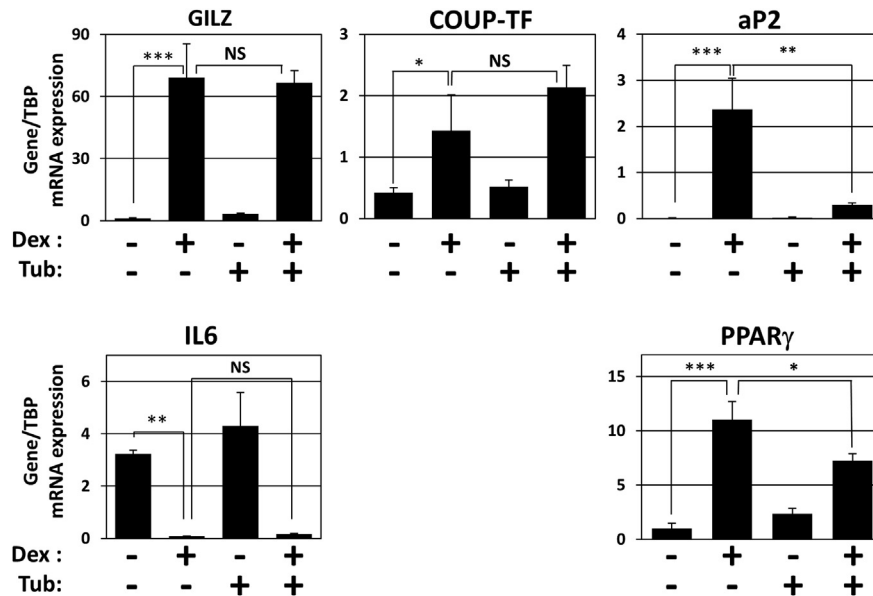 GILZ
COUP-TF
aP2
Gene/TBP
mRNA expression
90
60
30
0
***
NS
3
2
1
0
*
NS
4
3
2
1
0
***
**
Dex : - + - +
Tub: - - + +
- + - +
- - + +
- + - +
- - + +
IL6
PPARγ
Gene/TBP
mRNA expression
6
4
2
0
**
NS
15
10
5
0
***
*
Dex : - + - +
Tub: - - + +
- + - +
- - + +